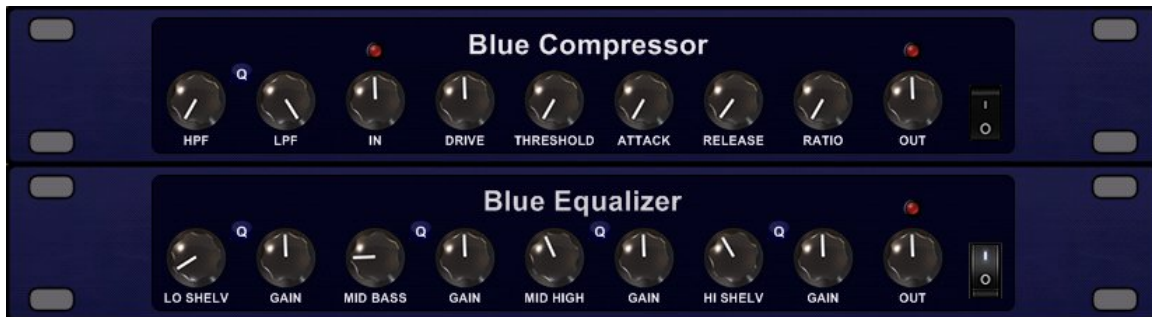 Blue Compressor
Q
HPF LPF IN DRIVE THRESHOLD ATTACK RELEASE RATIO OUT
I
O
Blue Equalizer
Q Q Q Q
LO SHELV GAIN MID BASS GAIN MID HIGH GAIN HI SHELV GAIN OUT
I
O